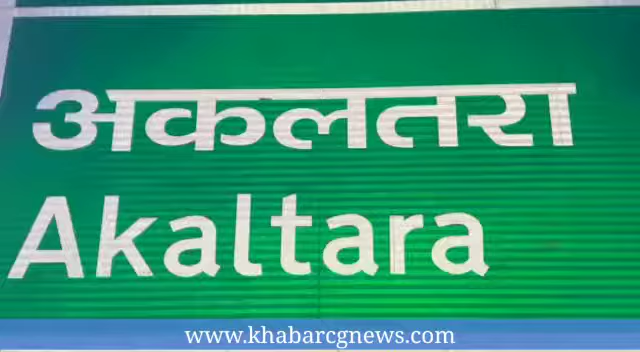 अकलतरा
Akaltara
www.khabarcgnews.com